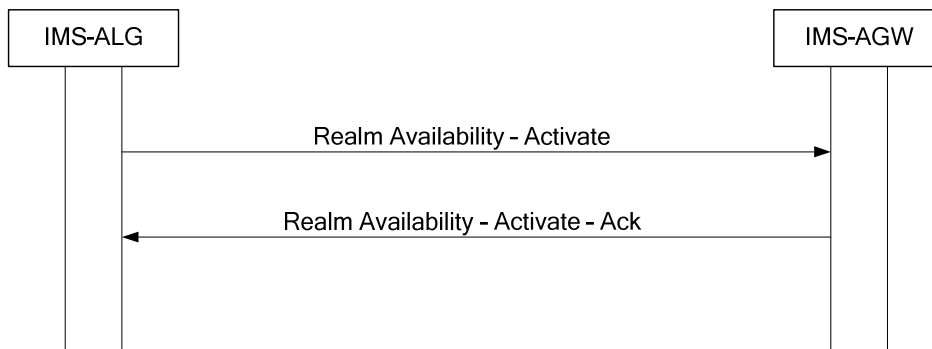 IMS-ALG
IMS-AGW
Realm Availability - Activate
Realm Availability - Activate - Ack